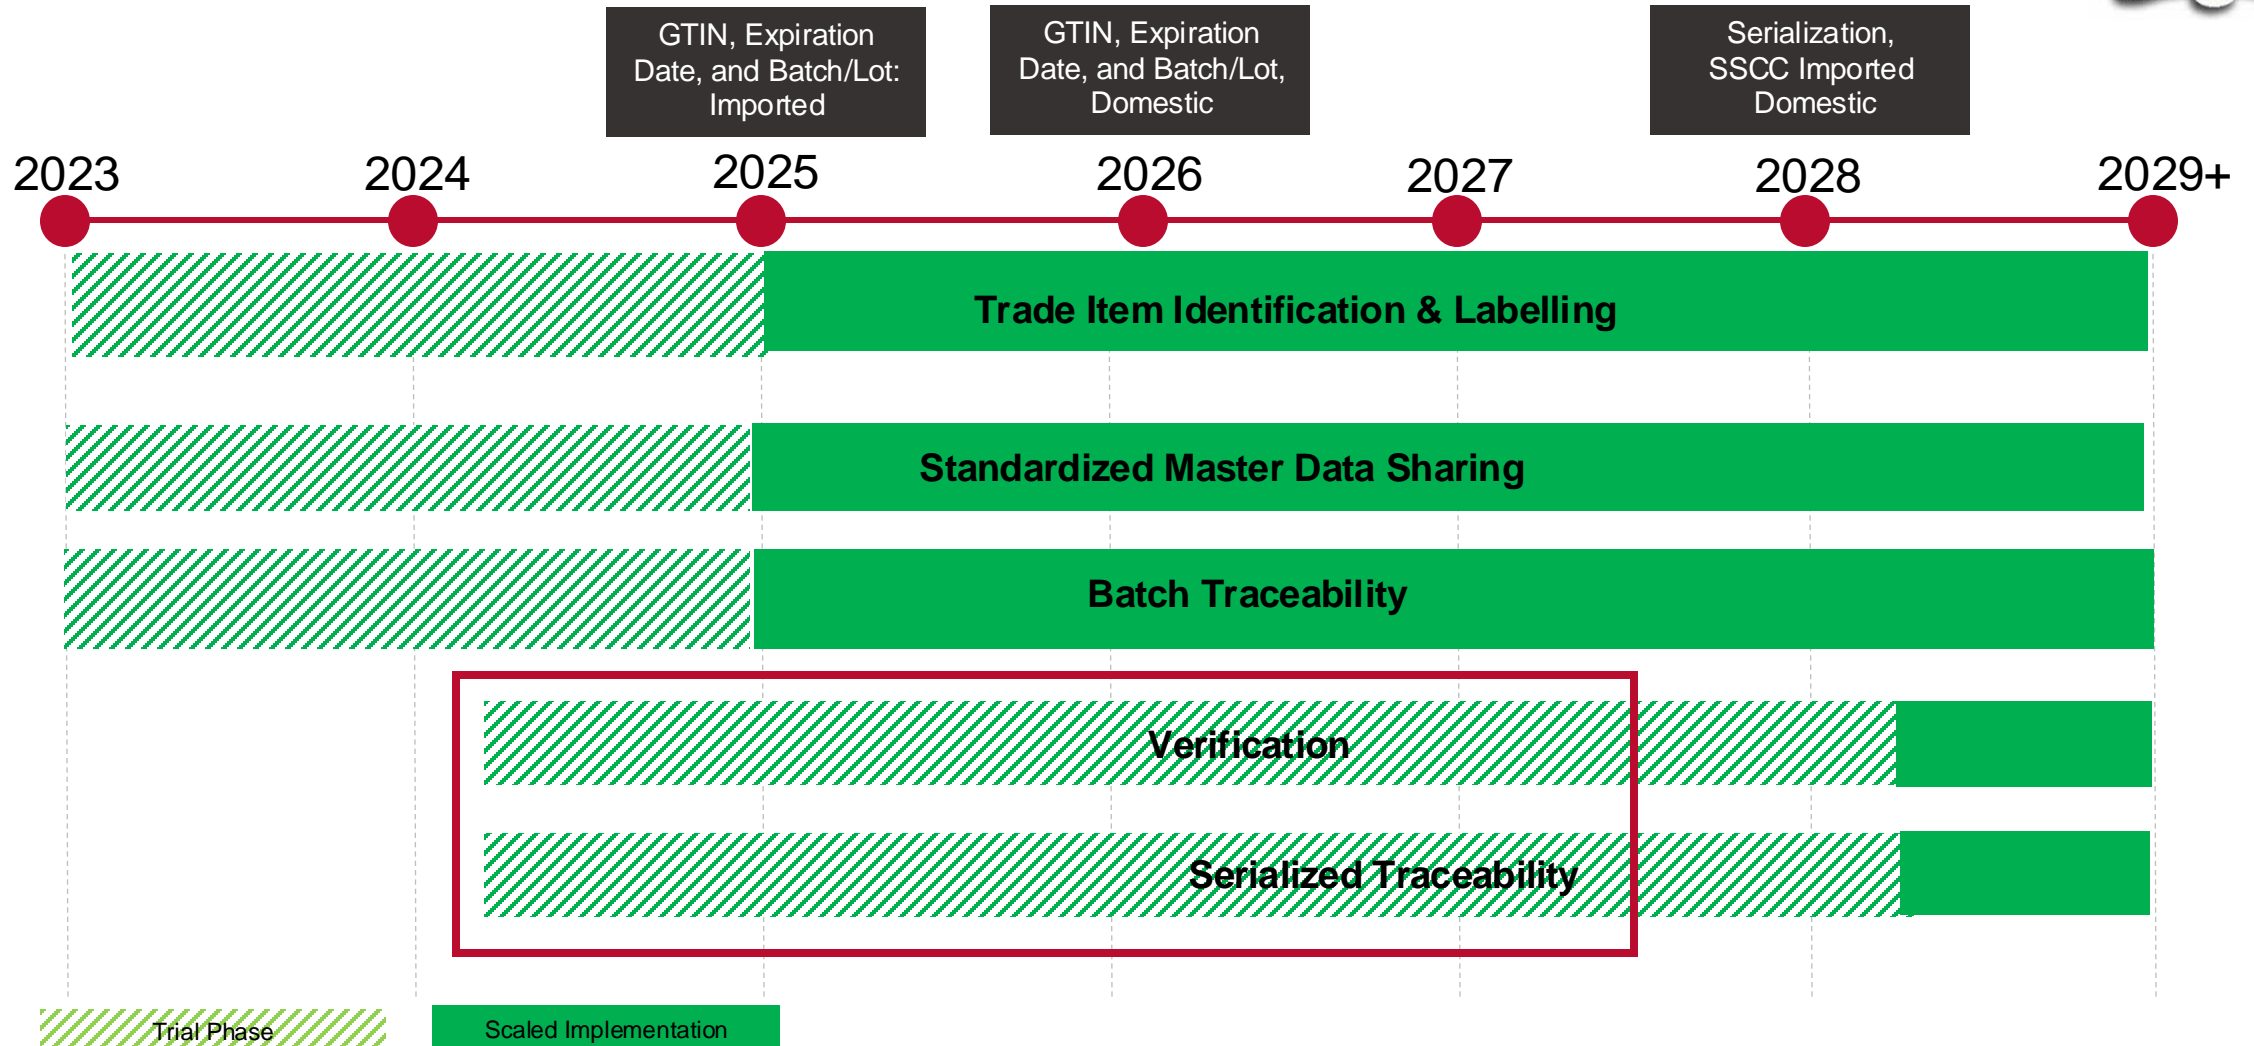 GTIN, Expiration
Date, and Batch/Lot:
Imported
GTIN, Expiration
Date, and Batch/Lot,
Domestic
Serialization,
SSCC Imported
Domestic
2023
2024
2025
2026
2027
2028
2029+
Trade Item Identification & Labelling
Standardized Master Data Sharing
Batch Traceability
Verification
Serialized Traceability
Trial Phase
Scaled Implementation